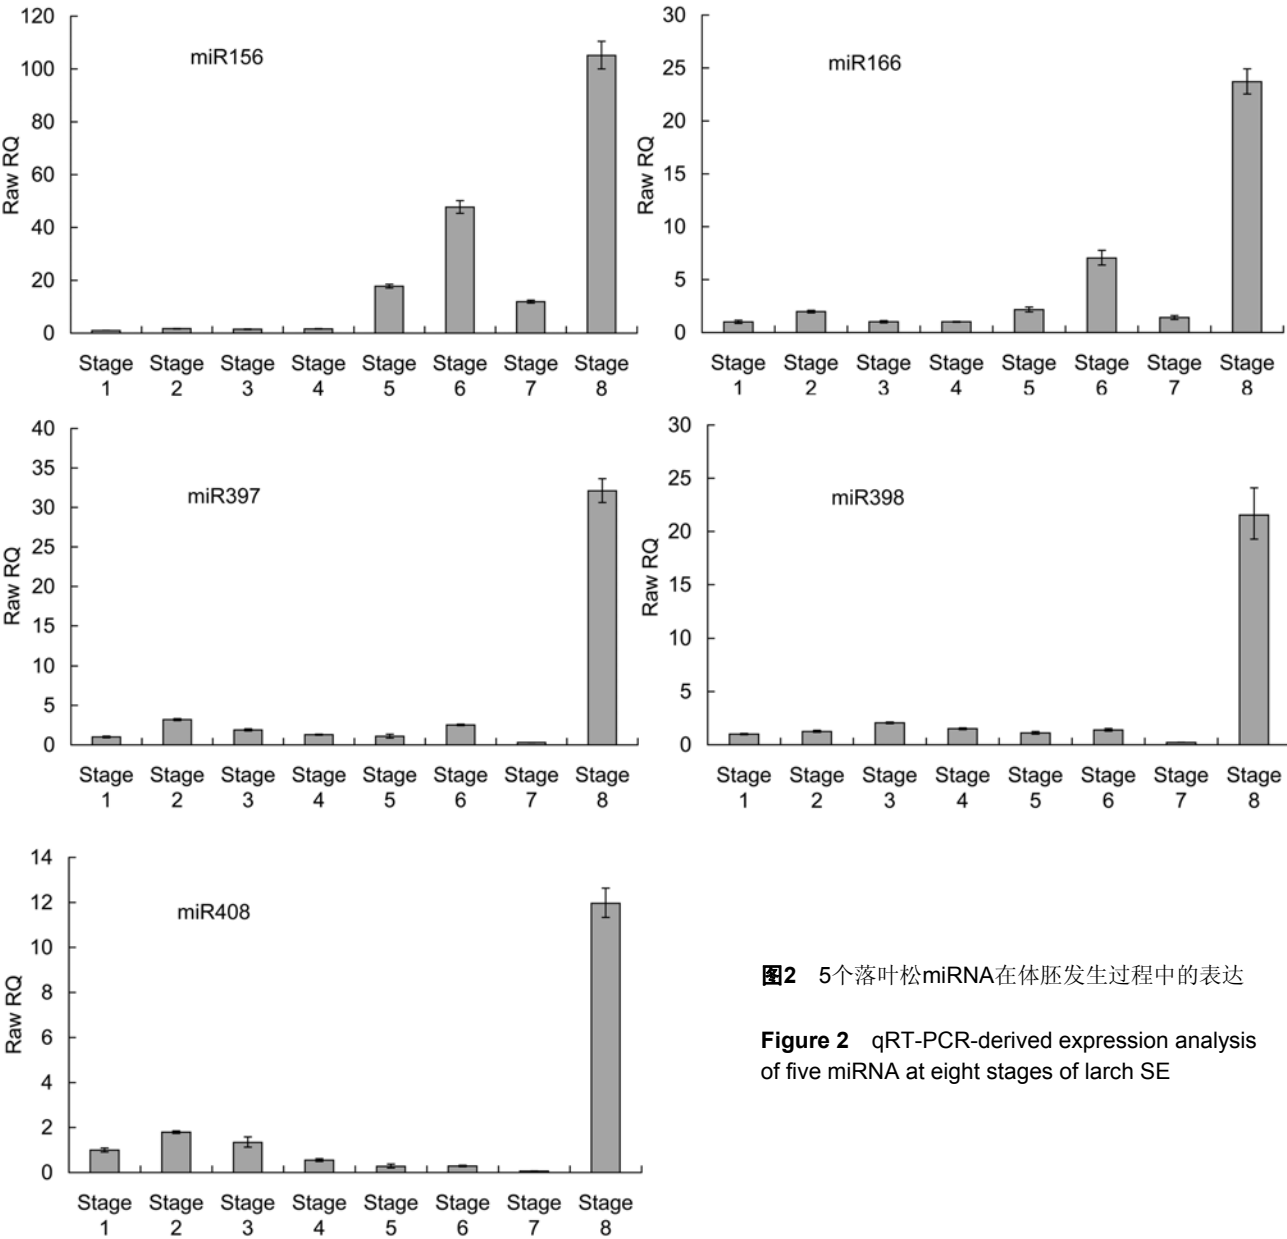 120
100
80
60
40
20
0
Raw RQ
miR156
Stage 1 Stage 2 Stage 3 Stage 4 Stage 5 Stage 6 Stage 7 Stage 8
30
25
20
15
10
5
0
Raw RQ
miR166
Stage 1 Stage 2 Stage 3 Stage 4 Stage 5 Stage 6 Stage 7 Stage 8
40
35
30
25
20
15
10
5
0
Raw RQ
miR397
Stage 1 Stage 2 Stage 3 Stage 4 Stage 5 Stage 6 Stage 7 Stage 8
30
25
20
15
10
5
0
Raw RQ
miR398
Stage 1 Stage 2 Stage 3 Stage 4 Stage 5 Stage 6 Stage 7 Stage 8
14
12
10
8
6
4
2
0
Raw RQ
miR408
Stage 1 Stage 2 Stage 3 Stage 4 Stage 5 Stage 6 Stage 7 Stage 8
图2 5个落叶松miRNA在体胚发生过程中的表达
Figure 2 qRT-PCR-derived expression analysis
of five miRNA at eight stages of larch SE